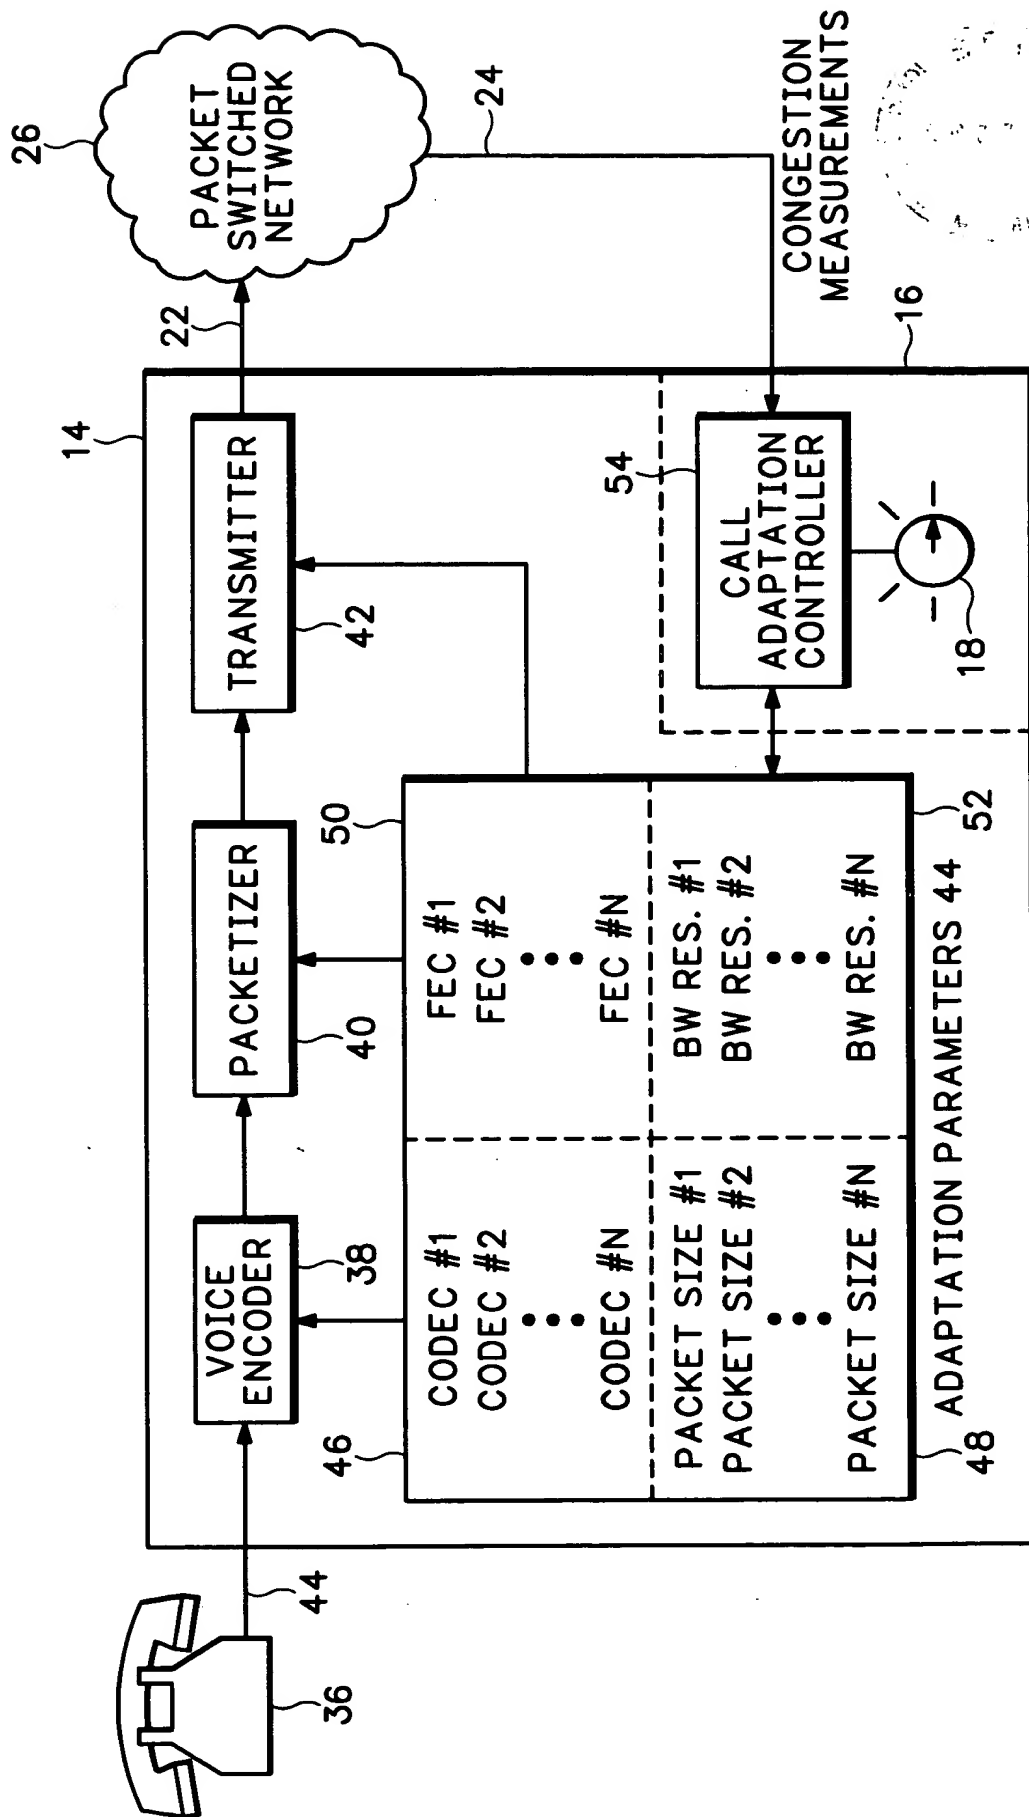 26
PACKET
SWITCHED
NETWORK
24
CONGESTION
MEASUREMENTS
22
16
14
TRANSMITTER
42
54
CALL
ADAPTATION
CONTROLLER
18
PACKETIZER
40
VOICE
ENCODER
38
50
FEC #1
FEC #2
FEC #N
BW RES. #1
BW RES. #2
BW RES. #N
52
46
CODEC #1
CODEC #2
CODEC #N
PACKET SIZE #1
PACKET SIZE #2
PACKET SIZE #N
48
ADAPTATION PARAMETERS 44
44
36